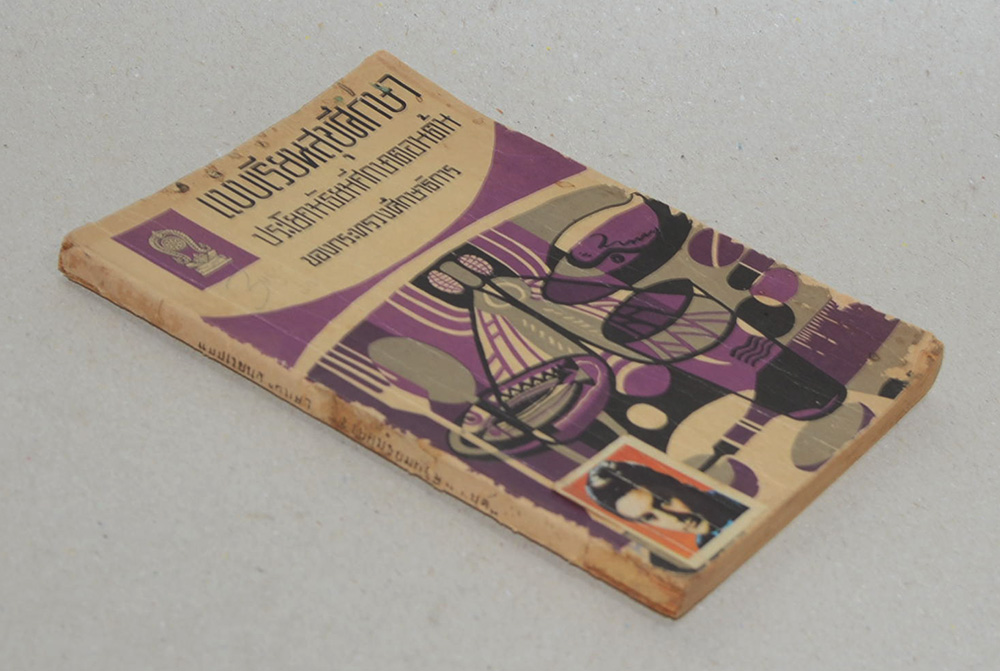 แบบเรียนสุขศึกษา
ประโยคมัธยมศึกษาตอนต้น
ของกระทรวงศึกษาธิการ